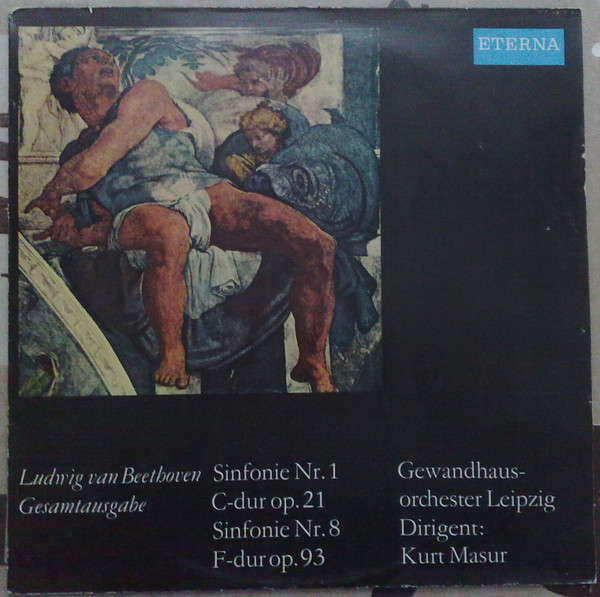 ETERNA
Ludwig van Beethoven
Gesamtausgabe
Sinfonie Nr. 1
C-dur op. 21
Sinfonie Nr. 8
F-dur op. 93
Gewandhaus-
orchester Leipzig
Dirigent:
Kurt Masur